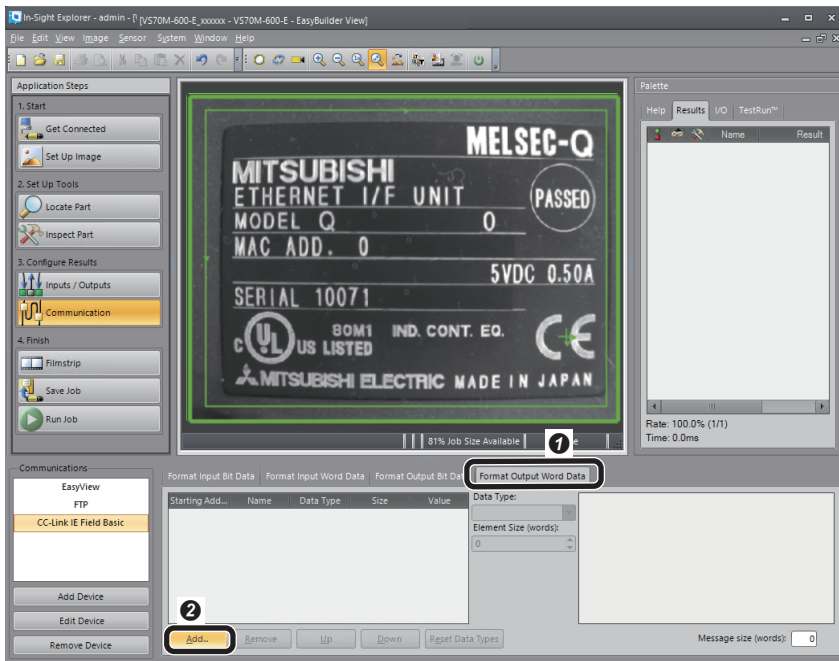 In-Sight Explorer - admin - [ [VS70M-600-E_xxxxxx - VS70M-600-E - EasyBuilder View]
File Edit View Image Sensor System Window Help
Application Steps
1. Start
Get Connected
Set Up Image
2. Set Up Tools
Locate Part
Inspect Part
3. Configure Results
Inputs / Outputs
Communication
4. Finish
Filmstrip
Save Job
Run Job
MELSEC-Q
MITSUBISHI
ETHERNET I/F UNIT
PASSED
MODEL Q 0
MAC ADD. 0
5VDC 0.50A
SERIAL 10071
C UL US LISTED
80M1 IND. CONT. EQ.
CE
MITSUBISHI ELECTRIC MADE IN JAPAN
81% Job Size Available
Palette
Help Results I/O TestRun™
Name Result
Rate: 100.0% (1/1)
Time: 0.0ms
1
Communications
EasyView
FTP
CC-Link IE Field Basic
Add Device
Edit Device
Remove Device
Format Input Bit Data Format Input Word Data Format Output Bit Dat Format Output Word Data
Starting Add... Name Data Type Size Value
Data Type:
Element Size (words):
0
2
Add.. Remove Up Down Reset Data Types
Message size (words): 0